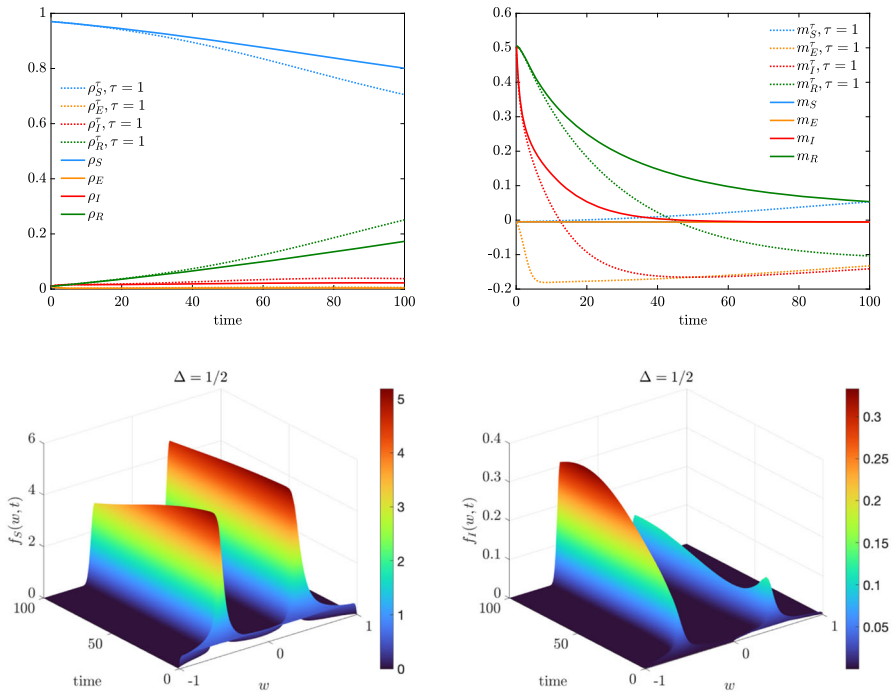 1
0.8
0.6
0.4
0.2
0
0 20 40 60 80 100
time
ρ_S^τ, τ = 1
ρ_E^τ, τ = 1
ρ_I^τ, τ = 1
ρ_R^τ, τ = 1
ρ_S
ρ_E
ρ_I
ρ_R
0.6
0.5
0.4
0.3
0.2
0.1
0
-0.1
-0.2
0 20 40 60 80 100
time
m_S^τ, τ = 1
m_E^τ, τ = 1
m_I^τ, τ = 1
m_R^τ, τ = 1
m_S
m_E
m_I
m_R
Δ = 1/2
6
4
2
0
f_S(w, t)
100
50
0
time
-1
0
1
w
5
4
3
2
1
0
Δ = 1/2
0.4
0.3
0.2
0.1
0
f_I(w, t)
100
50
0
time
-1
0
1
w
0.3
0.25
0.2
0.15
0.1
0.05